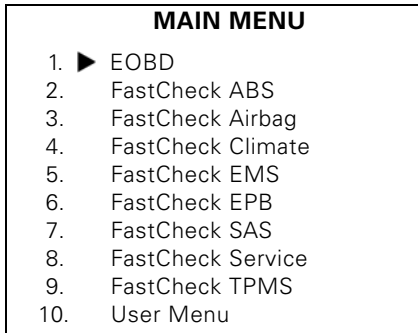 MAIN MENU
1. ▶ EOBD
2. FastCheck ABS
3. FastCheck Airbag
4. FastCheck Climate
5. FastCheck EMS
6. FastCheck EPB
7. FastCheck SAS
8. FastCheck Service
9. FastCheck TPMS
10. User Menu